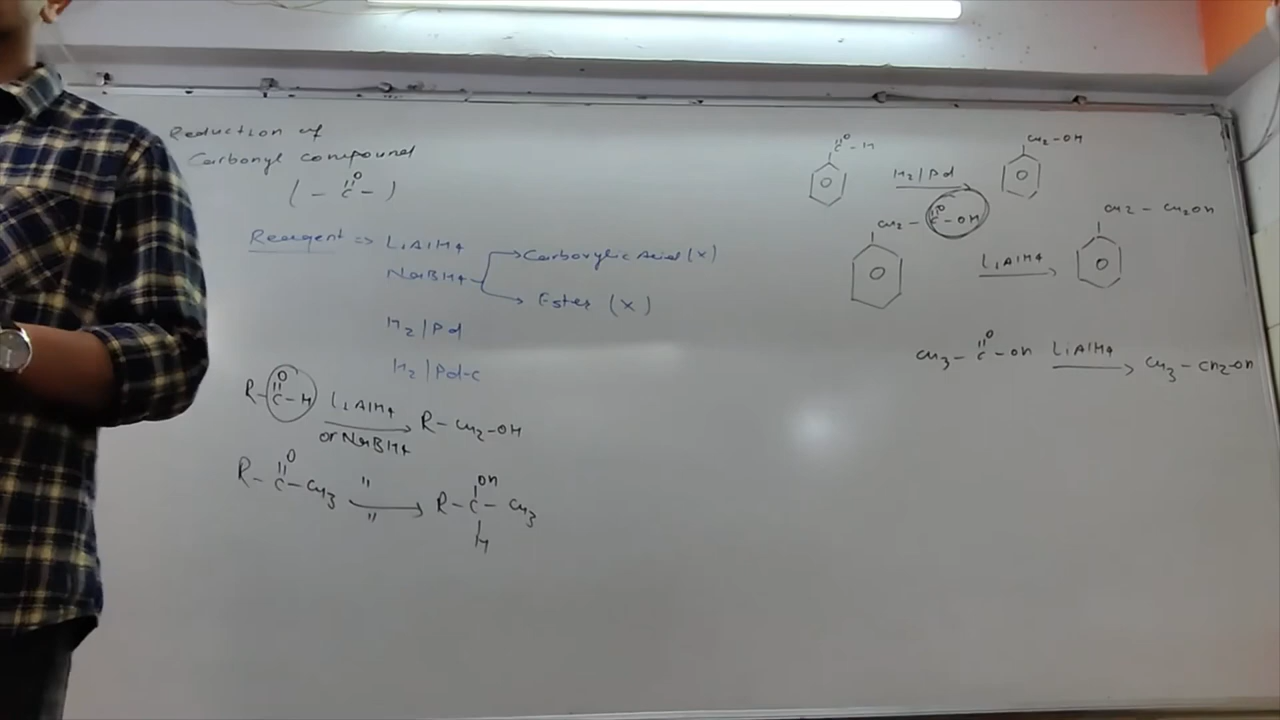 Reduction of
Carbonyl compound
( - C - )
O
Reagent => LiAlH4
NaBH4 → Carboxylic Acid (x)
→ Ester (x)
H2 | Pd
H2 | Pd-C
O
R - C - H LiAlH4 or NaBH4 → R - CH2 - OH
O
R - C - CH3 " " → R - C - CH3
OH
H
O
C - H H2 | Pd → CH2 - OH
O
CH2 - C - OH LiAlH4 → CH2 - CH2OH
O
CH3 - C - OH LiAlH4 → CH3 - CH2-OH